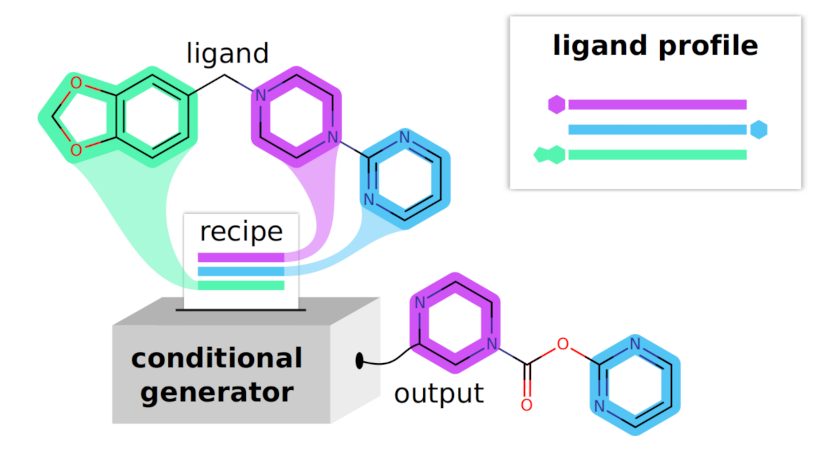 ligand
ligand profile
O
O
N
N
N
N
recipe
conditional
generator
output
N
N
O
O
N
N